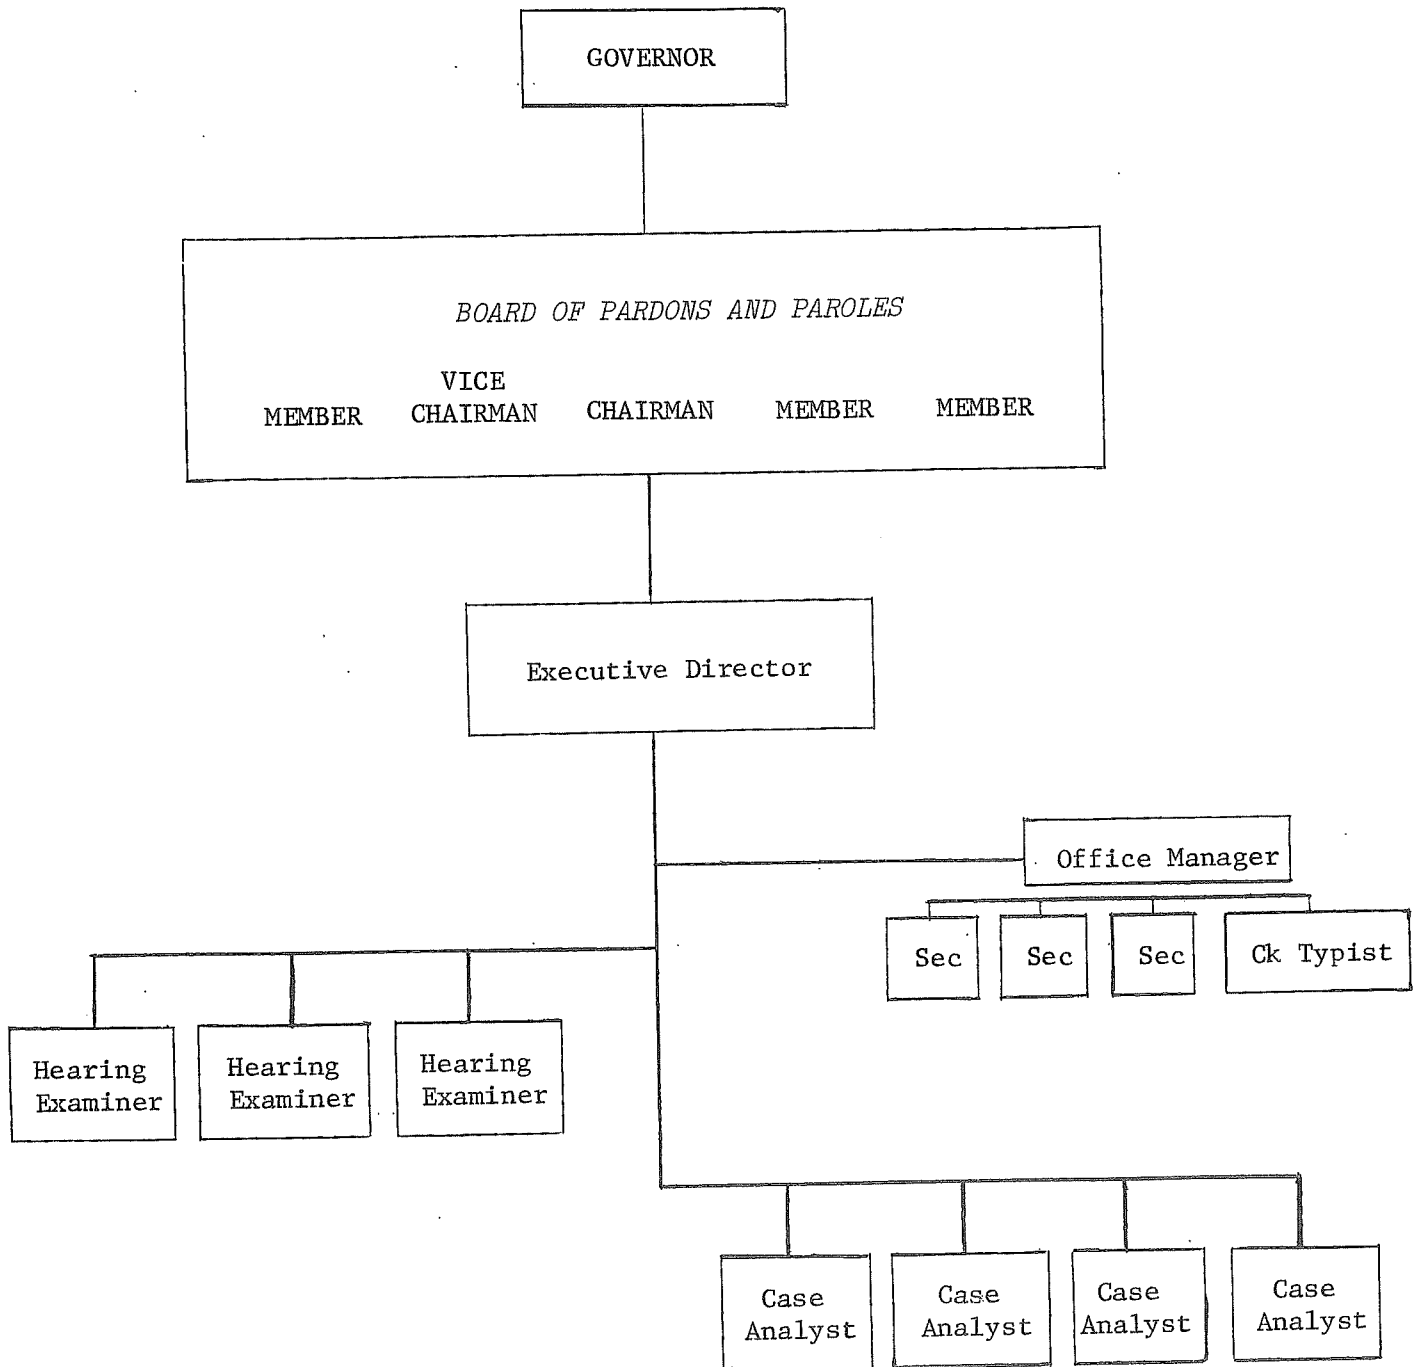 GOVERNOR
BOARD OF PARDONS AND PAROLES
MEMBER
VICE
CHAIRMAN
CHAIRMAN
MEMBER
MEMBER
Executive Director
Office Manager
Sec
Sec
Sec
Ck Typist
Hearing
Examiner
Hearing
Examiner
Hearing
Examiner
Case
Analyst
Case
Analyst
Case
Analyst
Case
Analyst